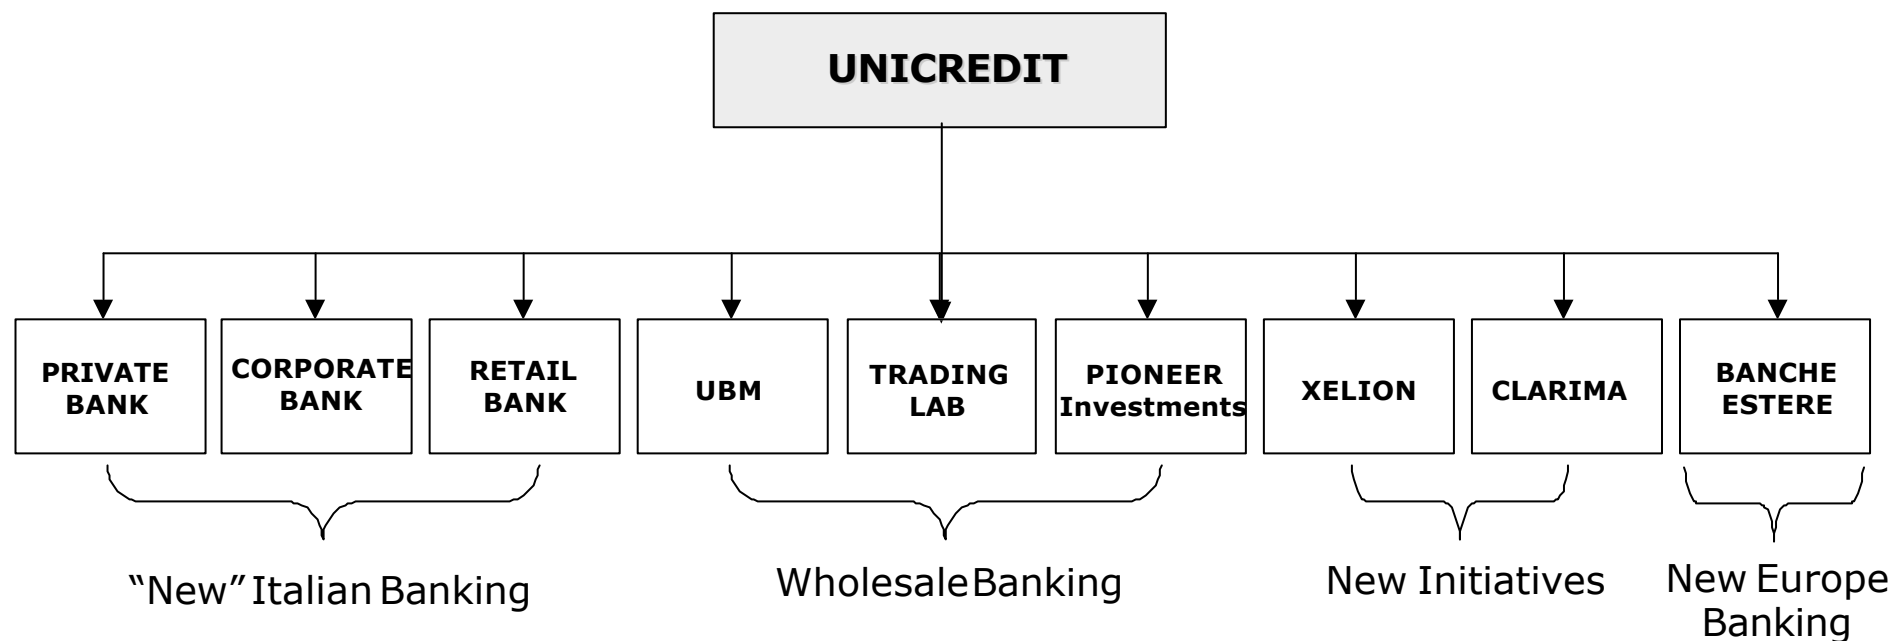 UNICREDIT
PRIVATE
BANK
CORPORATE
BANK
RETAIL
BANK
UBM
TRADING
LAB
PIONEER
Investments
XELION
CLARIMA
BANCHE
ESTERE
“New” Italian Banking
Wholesale Banking
New Initiatives
New Europe
Banking